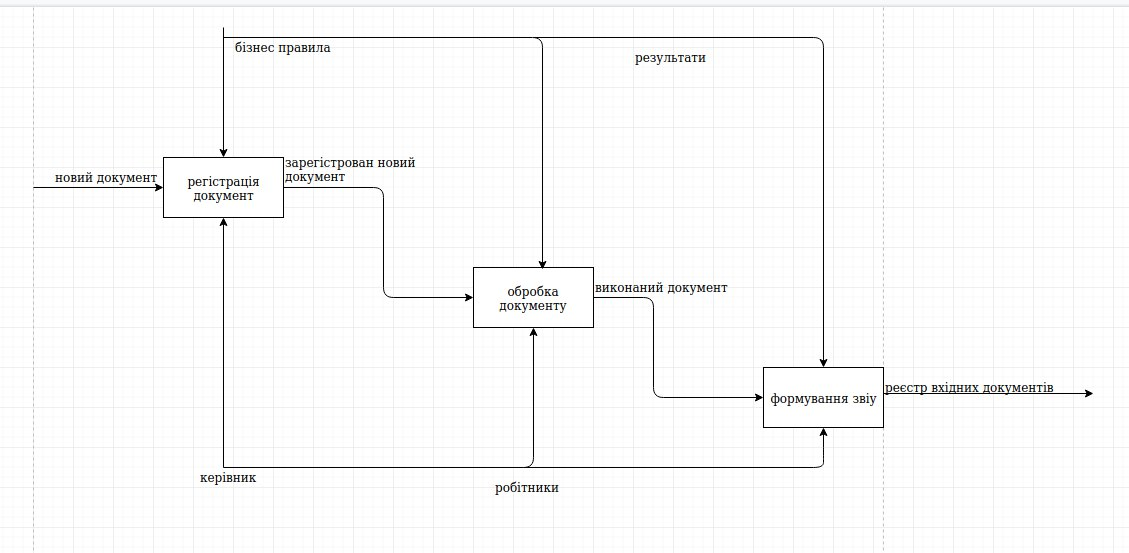 бізнес правила
результати
зарегістрован новий
документ
новий документ
регістрація
документ
обробка
документу
виконаний документ
формування звіу
реєстр вхідних документів
керівник
робітники